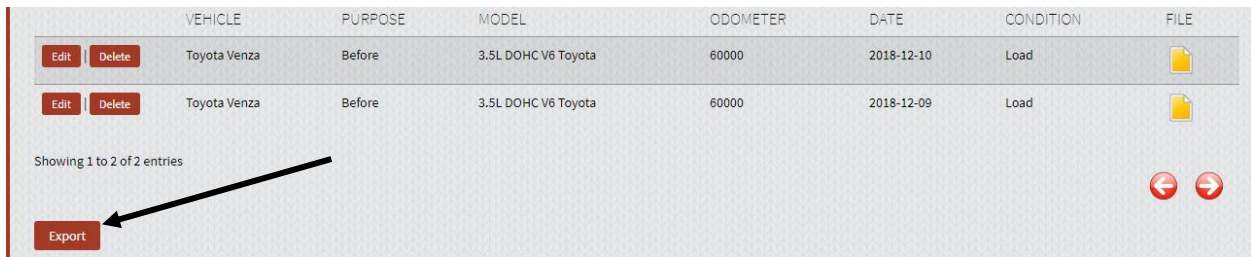 VEHICLE PURPOSE MODEL ODOMETER DATE CONDITION FILE
Edit | Delete Toyota Venza Before 3.5L DOHC V6 Toyota 60000 2018-12-10 Load
Edit | Delete Toyota Venza Before 3.5L DOHC V6 Toyota 60000 2018-12-09 Load
Showing 1 to 2 of 2 entries
Export